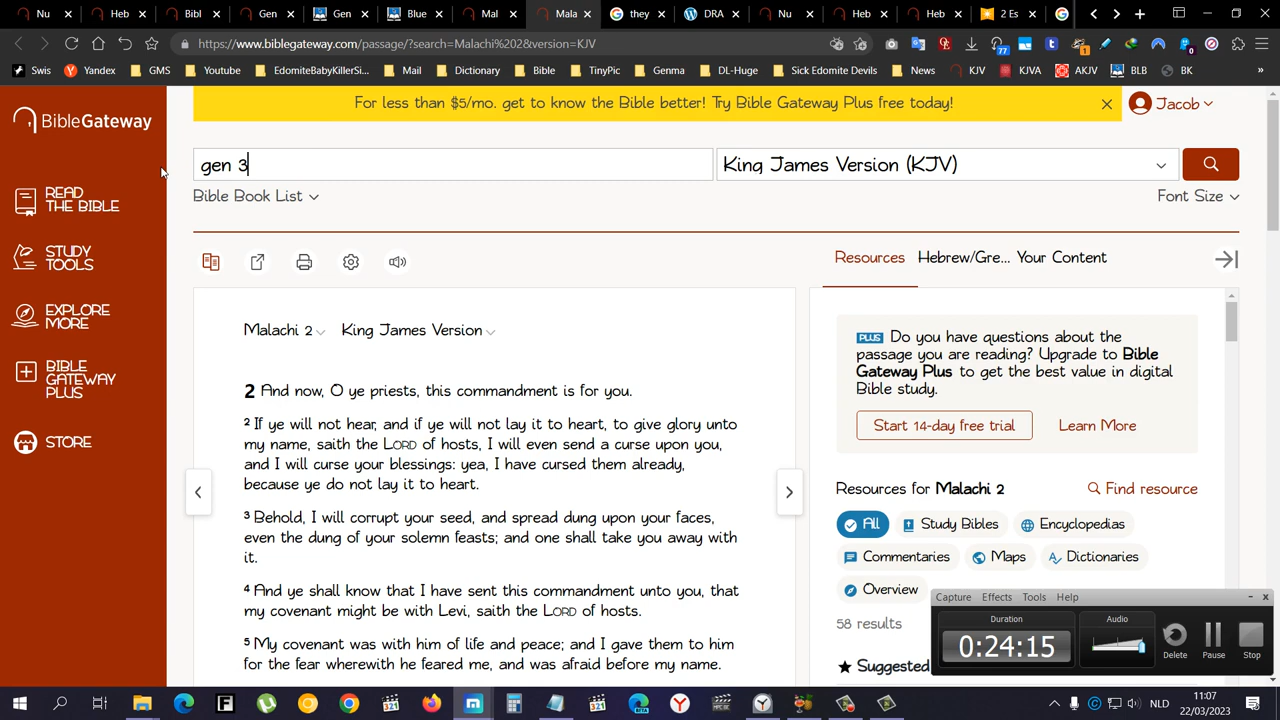 Nu
Heb
Bibl
Gen
Gen
Blue
Mal
Mala
they
DRA
Nu
Heb
Heb
2 Es
https://www.biblegateway.com/passage/?search=Malachi%202&version=KJV
77
1
0
Swis
Yandex
GMS
Youtube
EdomiteBabyKillerSi...
Mail
Dictionary
Bible
TinyPic
Genma
DL-Huge
Sick Edomite Devils
News
KJV
KJVA
AKJV
BLB
BK
»
BibleGateway
For less than $5/mo. get to know the Bible better! Try Bible Gateway Plus free today!
Jacob
gen 3
King James Version (KJV)
Bible Book List
Font Size
READ
THE BIBLE
STUDY
TOOLS
EXPLORE
MORE
BIBLE
GATEWAY
PLUS
STORE
Resources
Hebrew/Gre...
Your Content
Malachi 2
King James Version
2 And now, O ye priests, this commandment is for you.
2 If ye will not hear, and if ye will not lay it to heart, to give glory unto
my name, saith the LORD of hosts, I will even send a curse upon you,
and I will curse your blessings: yea, I have cursed them already,
because ye do not lay it to heart.
3 Behold, I will corrupt your seed, and spread dung upon your faces,
even the dung of your solemn feasts; and one shall take you away with
it.
4 And ye shall know that I have sent this commandment unto you, that
my covenant might be with Levi, saith the LORD of hosts.
5 My covenant was with him of life and peace; and I gave them to him
for the fear wherewith he feared me, and was afraid before my name.
PLUS Do you have questions about the
passage you are reading? Upgrade to Bible
Gateway Plus to get the best value in digital
Bible study.
Start 14-day free trial
Learn More
Resources for Malachi 2
Find resource
All
Study Bibles
Encyclopedias
Commentaries
Maps
Dictionaries
Overview
58 results
Suggested
Capture
Effects
Tools
Help
Duration
0:24:15
Audio
Delete
Pause
Stop
NLD
11:07
22/03/2023